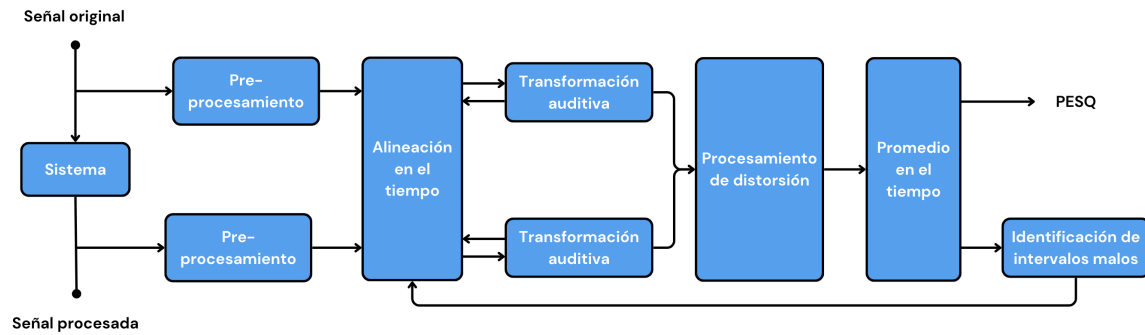 Señal original
Pre-
procesamiento
Transformación
auditiva
PESQ
Sistema
Alineación
en el
tiempo
Procesamiento
de distorsión
Promedio
en el
tiempo
Pre-
procesamiento
Transformación
auditiva
Identificación de
intervalos malos
Señal procesada